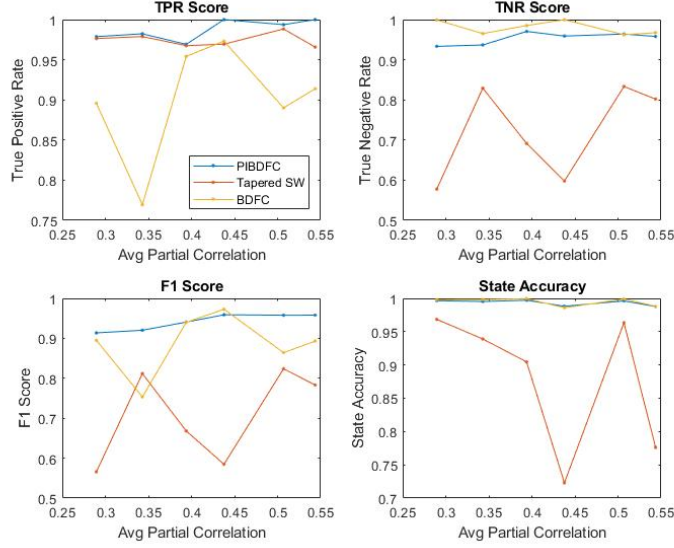 TPR Score
True Positive Rate
1
0.95
0.9
0.85
0.8
0.75
0.25 0.3 0.35 0.4 0.45 0.5 0.55
Avg Partial Correlation
PIBDFC
Tapered SW
BDFC
TNR Score
True Negative Rate
1
0.9
0.8
0.7
0.6
0.5
0.25 0.3 0.35 0.4 0.45 0.5 0.55
Avg Partial Correlation
F1 Score
F1 Score
1
0.9
0.8
0.7
0.6
0.5
0.25 0.3 0.35 0.4 0.45 0.5 0.55
Avg Partial Correlation
State Accuracy
State Accuracy
1
0.95
0.9
0.85
0.8
0.75
0.7
0.25 0.3 0.35 0.4 0.45 0.5 0.55
Avg Partial Correlation